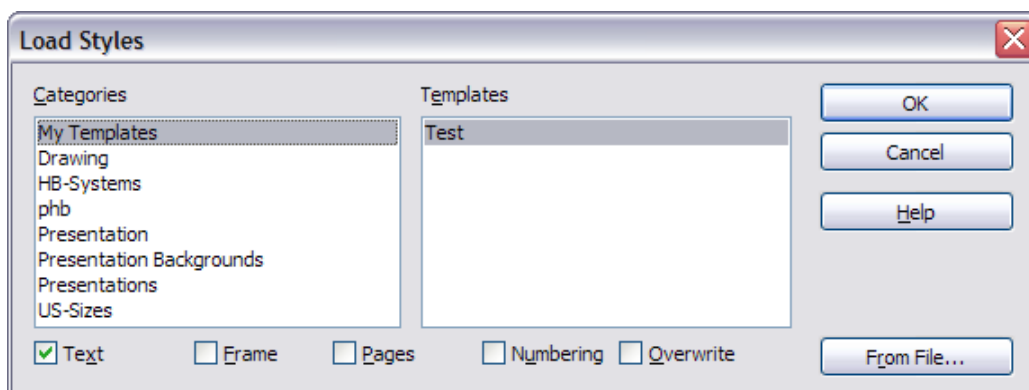 Load Styles
Categories
Templates
My Templates
Drawing
HB-Systems
phb
Presentation
Presentation Backgrounds
Presentations
US-Sizes
Test
OK
Cancel
Help
Text Frame Pages Numbering Overwrite
From File...